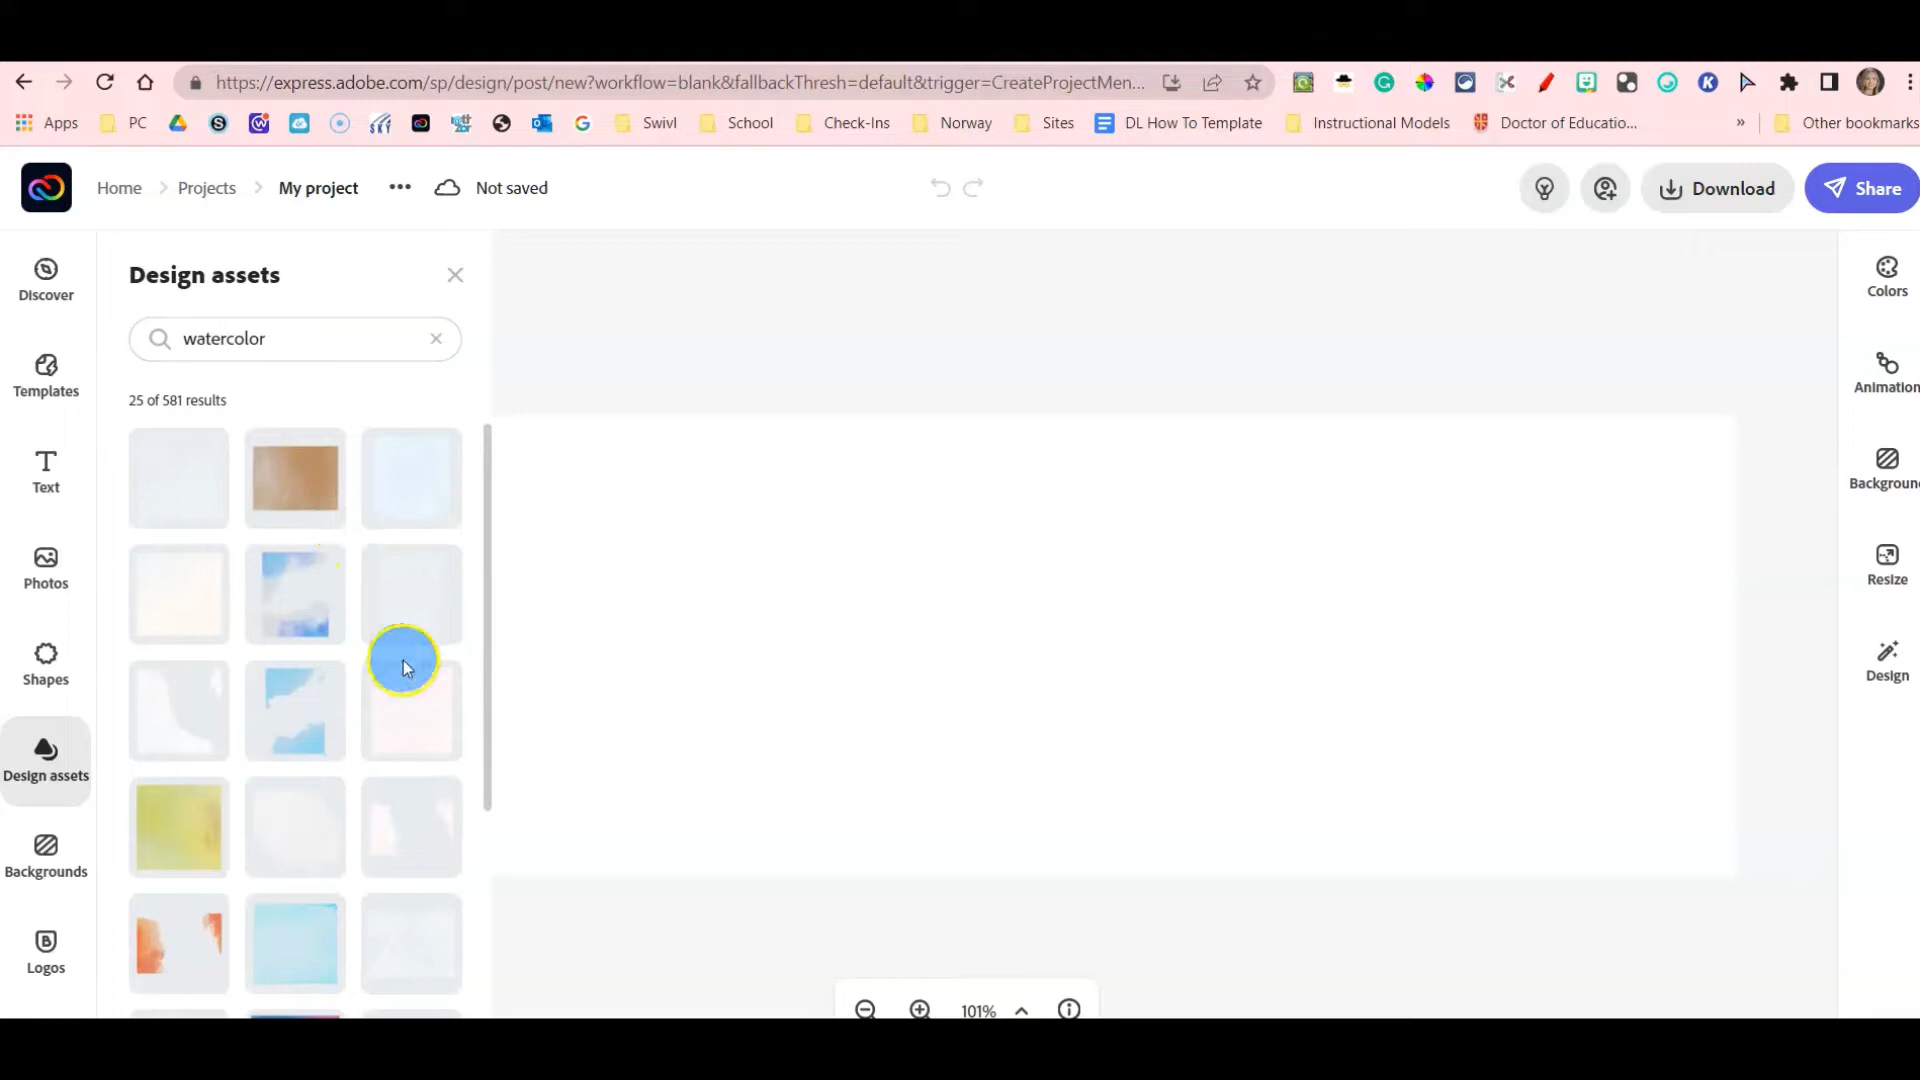 https://express.adobe.com/sp/design/post/new?workflow=blank&fallbackThresh=default&trigger=CreateProjectMen...
Apps PC Swivl School Check-Ins Norway Sites DL How To Template Instructional Models Doctor of Educatio... » Other bookmarks
Home Projects My project ••• Not saved Download Share
Discover
Templates
Text
Photos
Shapes
Design assets
Backgrounds
Logos
Design assets
watercolor
25 of 581 results
101%
Colors
Animation
Backgroun
Resize
Design